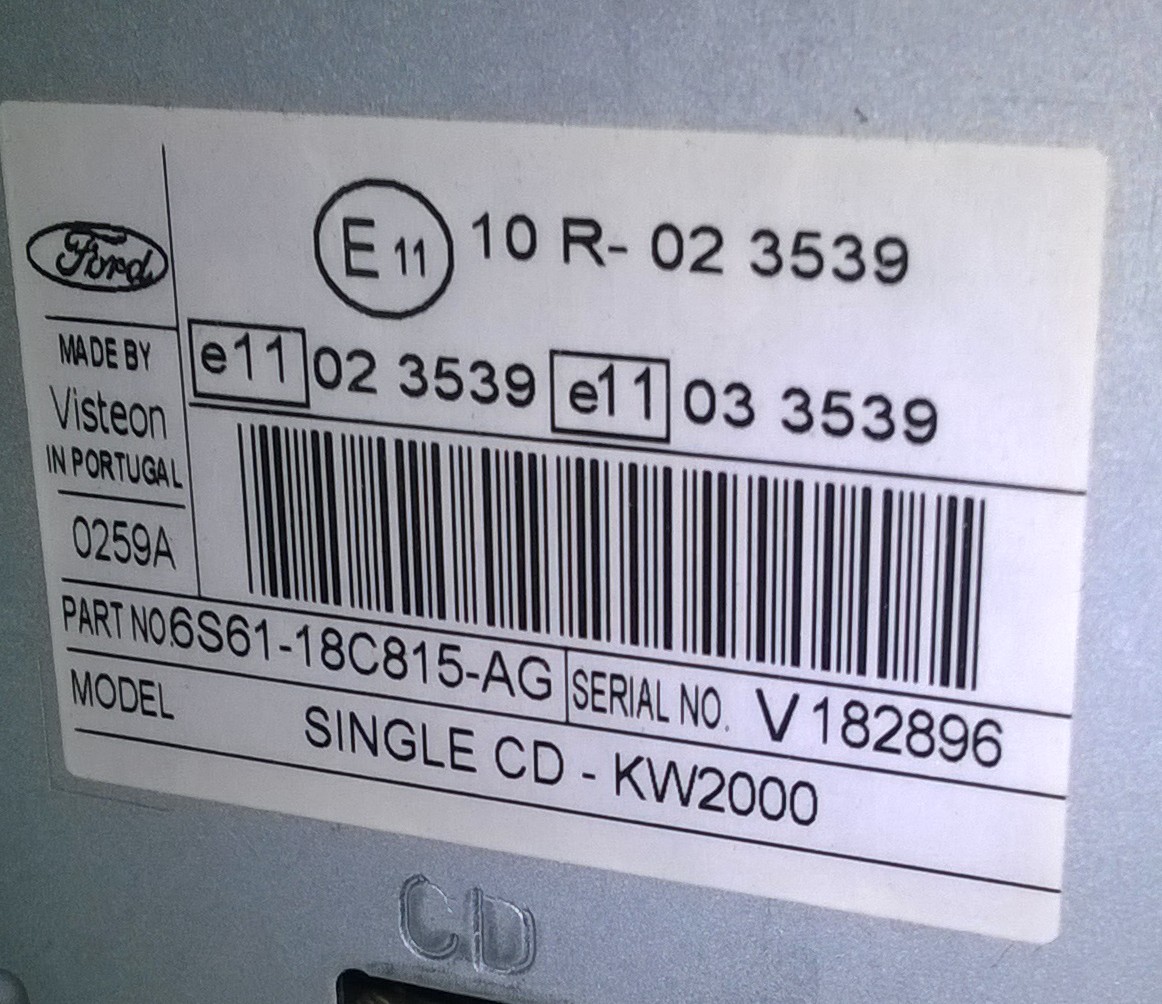 Ford
E 11 10 R- 02 3539
e11 02 3539 e11 03 3539
MADE BY
Visteon
IN PORTUGAL
0259A
PART NO. 6S61-18C815-AG SERIAL NO. V182896
MODEL SINGLE CD - KW2000
CD